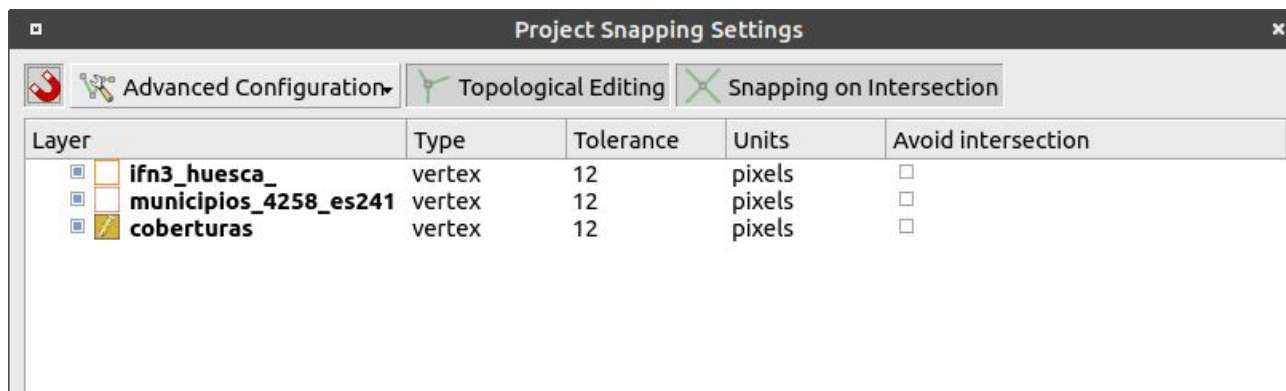 Project Snapping Settings
Advanced Configuration Topological Editing Snapping on Intersection
Layer Type Tolerance Units Avoid intersection
ifn3_huesca_ vertex 12 pixels
municipios_4258_es241 vertex 12 pixels
coberturas vertex 12 pixels